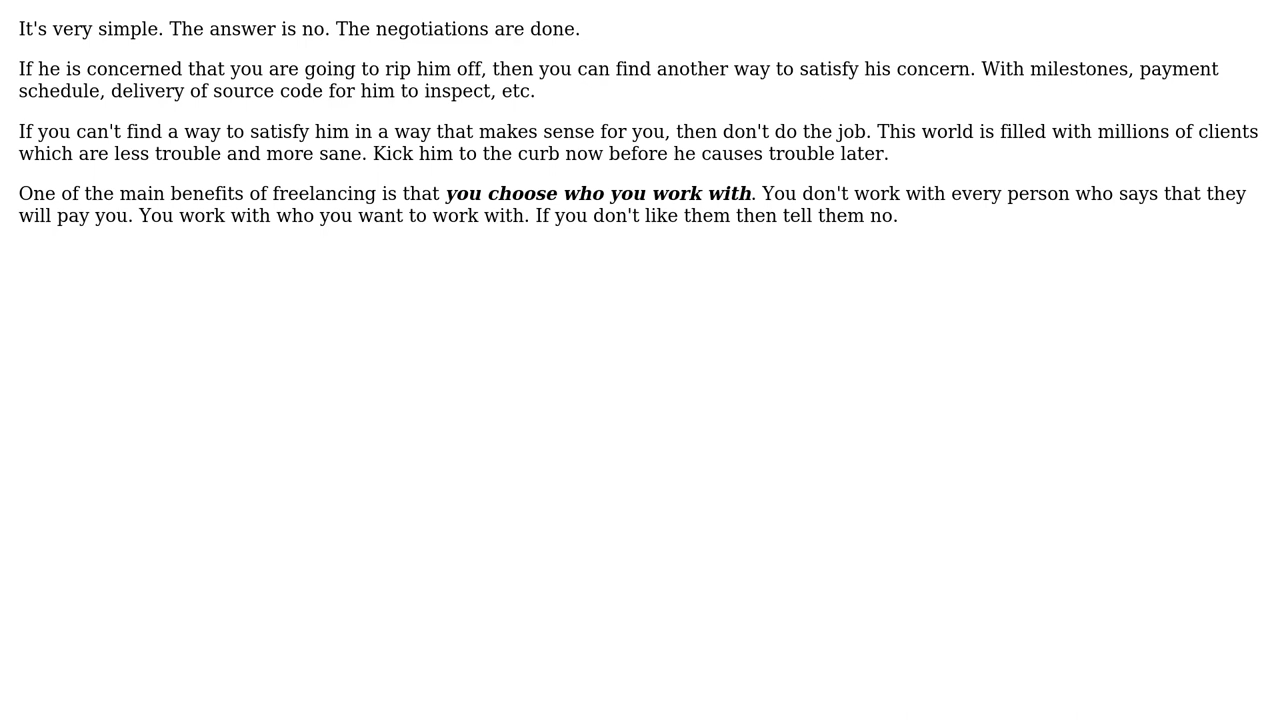 It's very simple. The answer is no. The negotiations are done.
If he is concerned that you are going to rip him off, then you can find another way to satisfy his concern. With milestones, payment
schedule, delivery of source code for him to inspect, etc.
If you can't find a way to satisfy him in a way that makes sense for you, then don't do the job. This world is filled with millions of clients
which are less trouble and more sane. Kick him to the curb now before he causes trouble later.
One of the main benefits of freelancing is that you choose who you work with. You don't work with every person who says that they
will pay you. You work with who you want to work with. If you don't like them then tell them no.